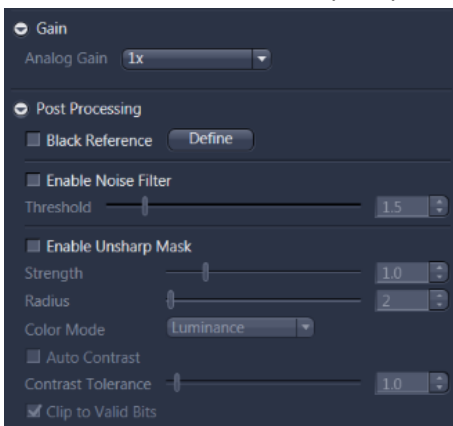 Gain
Analog Gain 1x
Post Processing
Black Reference Define
Enable Noise Filter
Threshold 1.5
Enable Unsharp Mask
Strength 1.0
Radius 2
Color Mode Luminance
Auto Contrast
Contrast Tolerance 1.0
Clip to Valid Bits